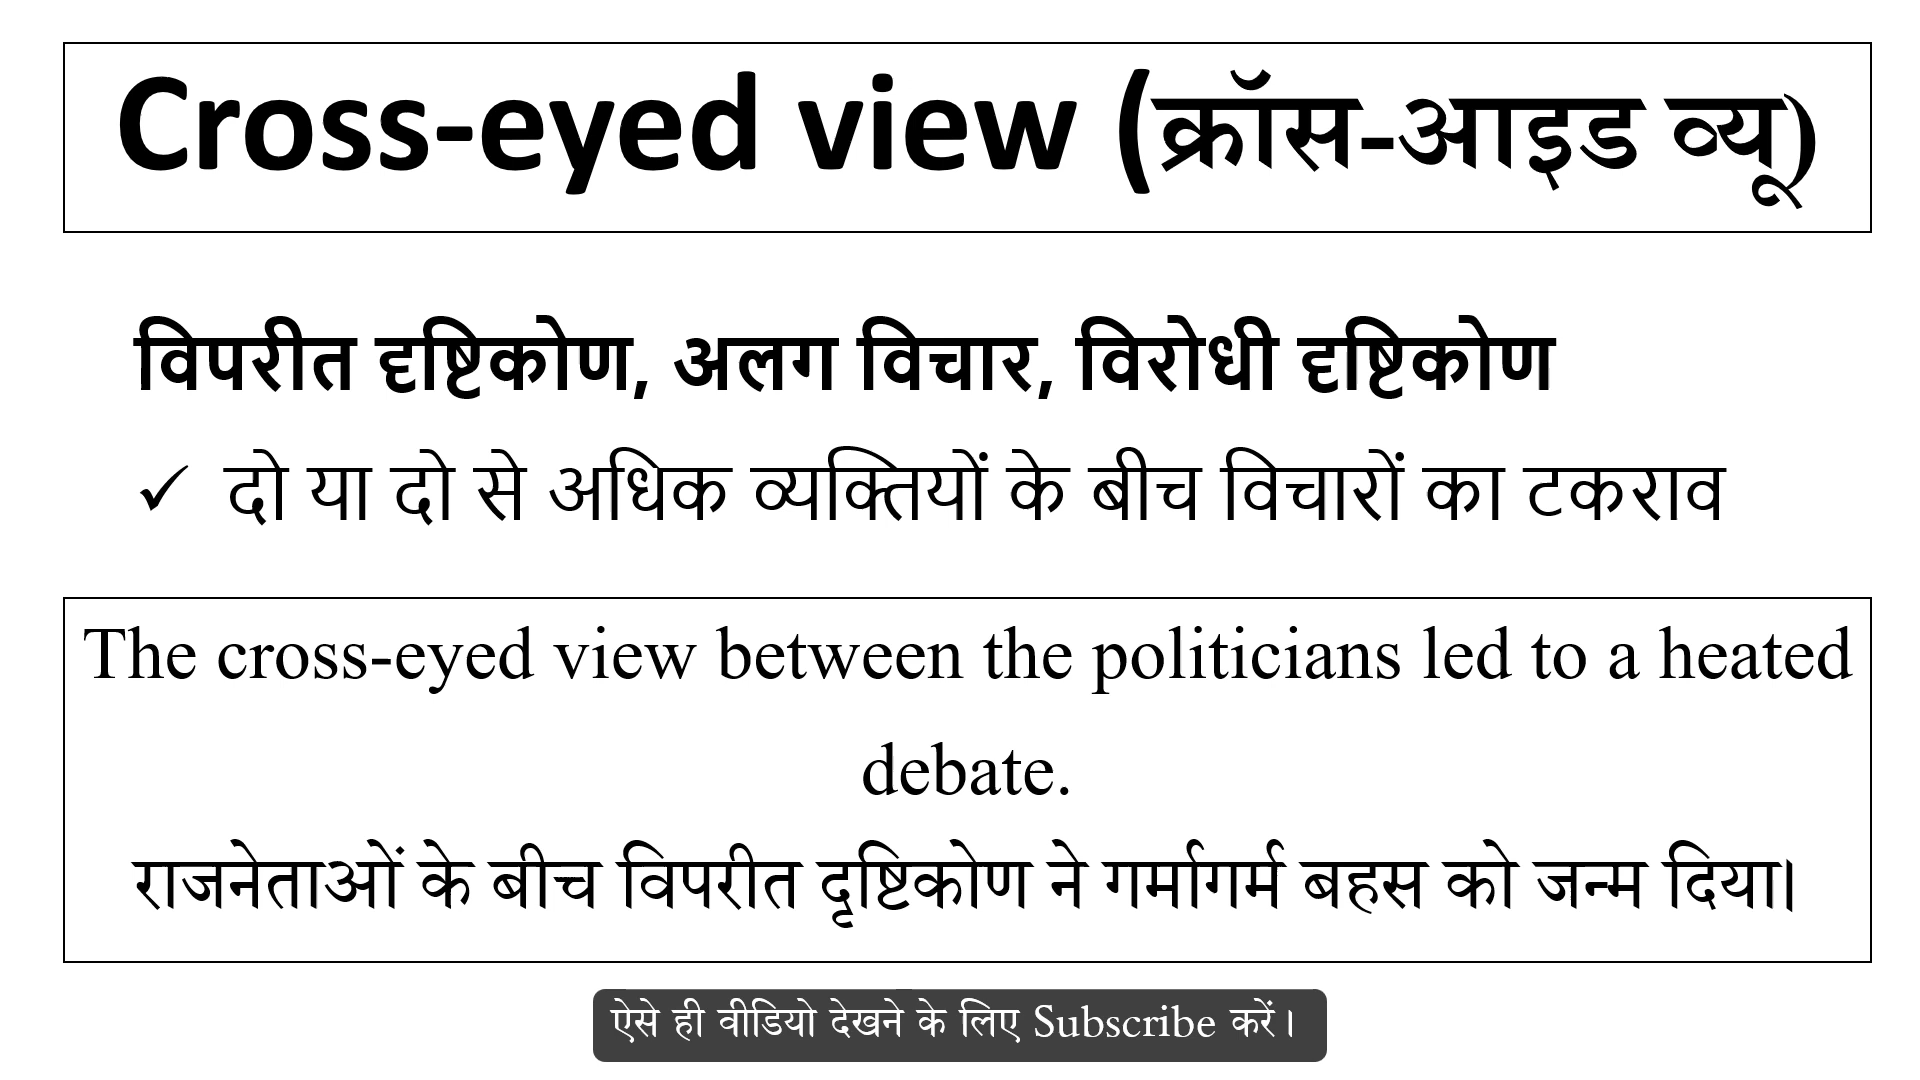 Cross-eyed view (क्रॉस-आइड व्यू)
विपरीत दृष्टिकोण, अलग विचार, विरोधी दृष्टिकोण
✓ दो या दो से अधिक व्यक्तियों के बीच विचारों का टकराव
The cross-eyed view between the politicians led to a heated
debate.
राजनेताओं के बीच विपरीत दृष्टिकोण ने गर्मागर्म बहस को जन्म दिया।
ऐसे ही वीडियो देखने के लिए Subscribe करें।